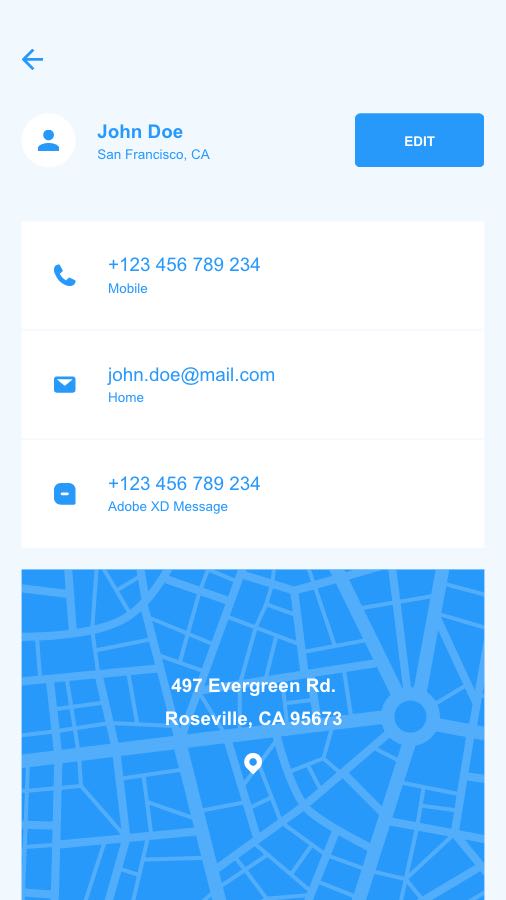 John Doe
San Francisco, CA
EDIT
+123 456 789 234
Mobile
john.doe@mail.com
Home
+123 456 789 234
Adobe XD Message
497 Evergreen Rd.
Roseville, CA 95673